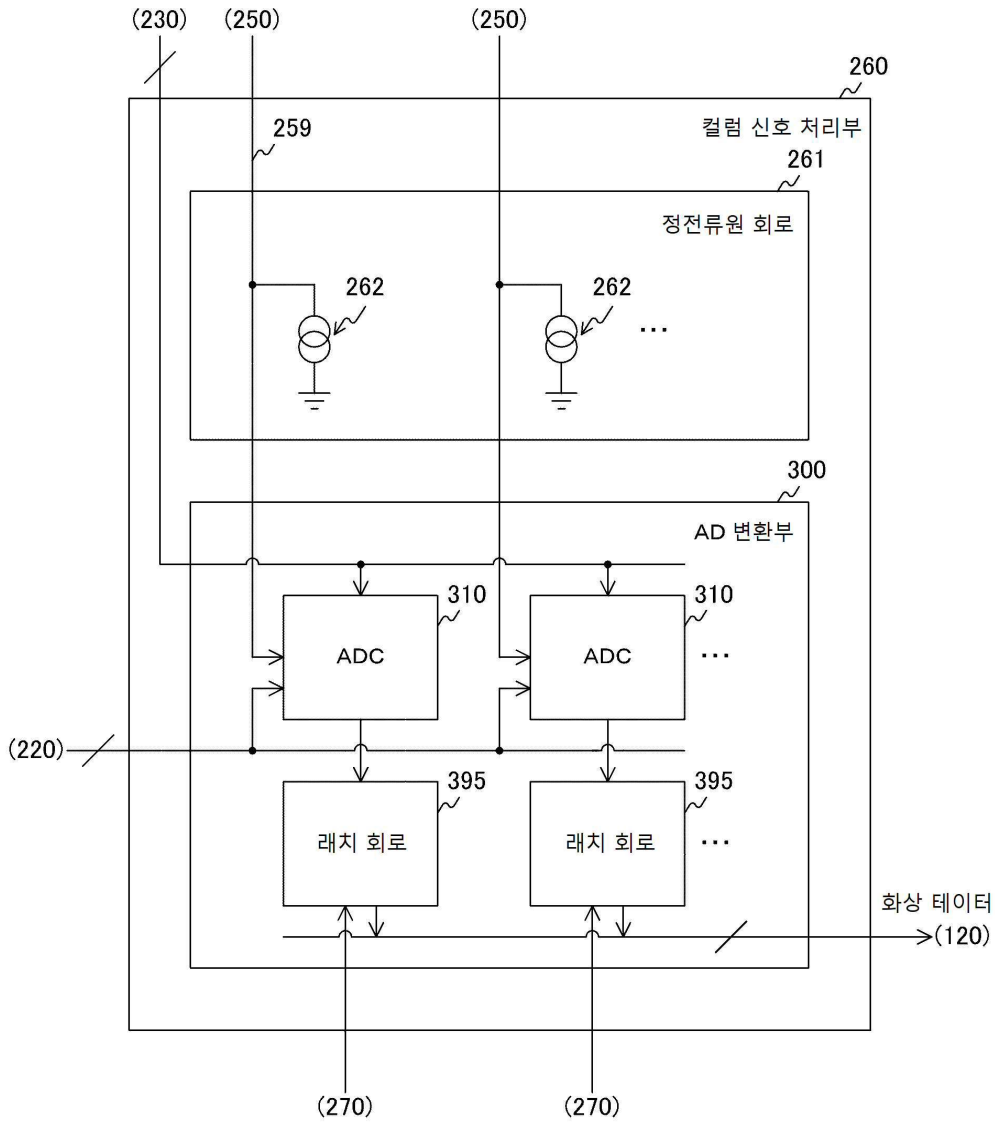 (230) (250) (250)
260
컬럼 신호 처리부
259
261
정전류원 회로
262 262
...
300
AD 변환부
310 310
ADC ADC ...
(220)
395 395
래치 회로 래치 회로 ...
화상 테이터
(120)
(270) (270)